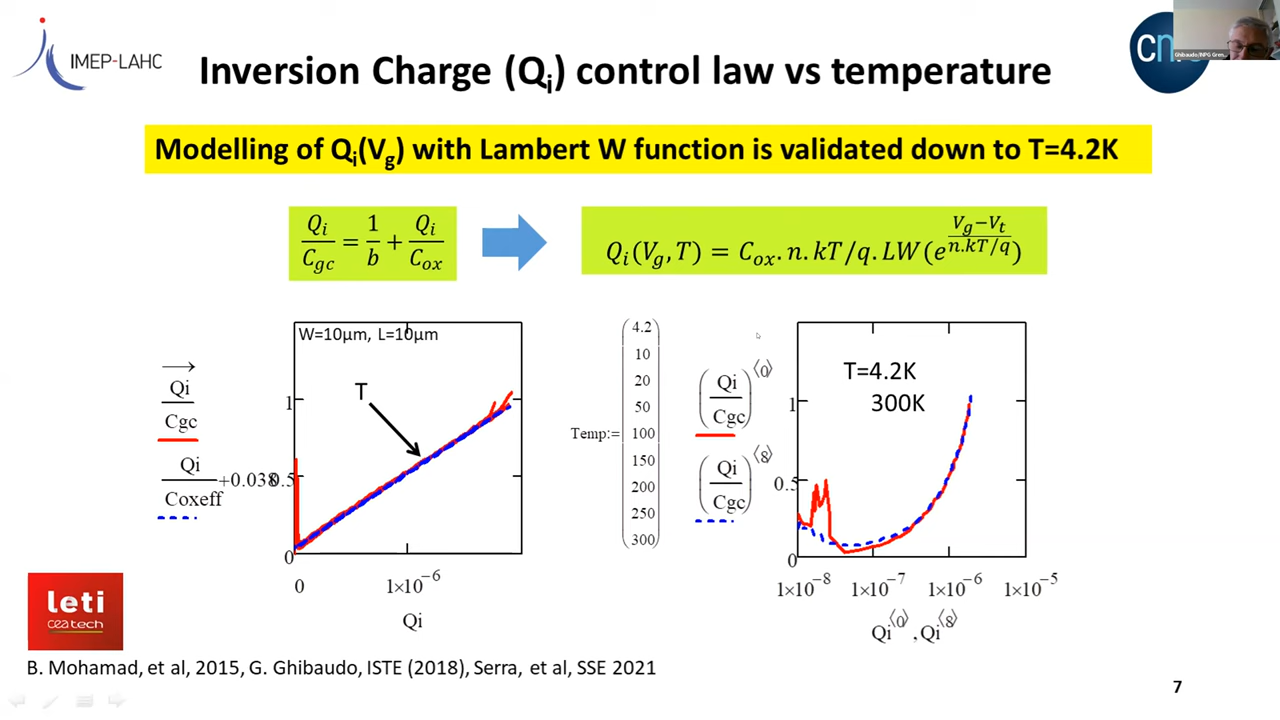 IMEP-LAHC
Inversion Charge (Qi) control law vs temperature
Ghibaudo/INPG Gren...
Modelling of Qi(Vg) with Lambert W function is validated down to T=4.2K
Qi/Cgc = 1/b + Qi/Cox
Qi(Vg,T) = Cox.n.kT/q.LW(e^((Vg−Vt)/(n.kT/q)))
W=10μm, L=10μm
T
Qi
Cgc
Qi
Coxeff
+0.038
1
0.5
0
0
1×10⁻⁶
Qi
Temp:=
4.2
10
20
50
100
150
200
250
300
(Qi/Cgc)⟨0⟩
(Qi/Cgc)⟨8⟩
T=4.2K
300K
1
0.5
0
1×10⁻⁸ 1×10⁻⁷ 1×10⁻⁶ 1×10⁻⁵
Qi⟨0⟩, Qi⟨8⟩
leti
cea tech
B. Mohamad, et al, 2015, G. Ghibaudo, ISTE (2018), Serra, et al, SSE 2021
7